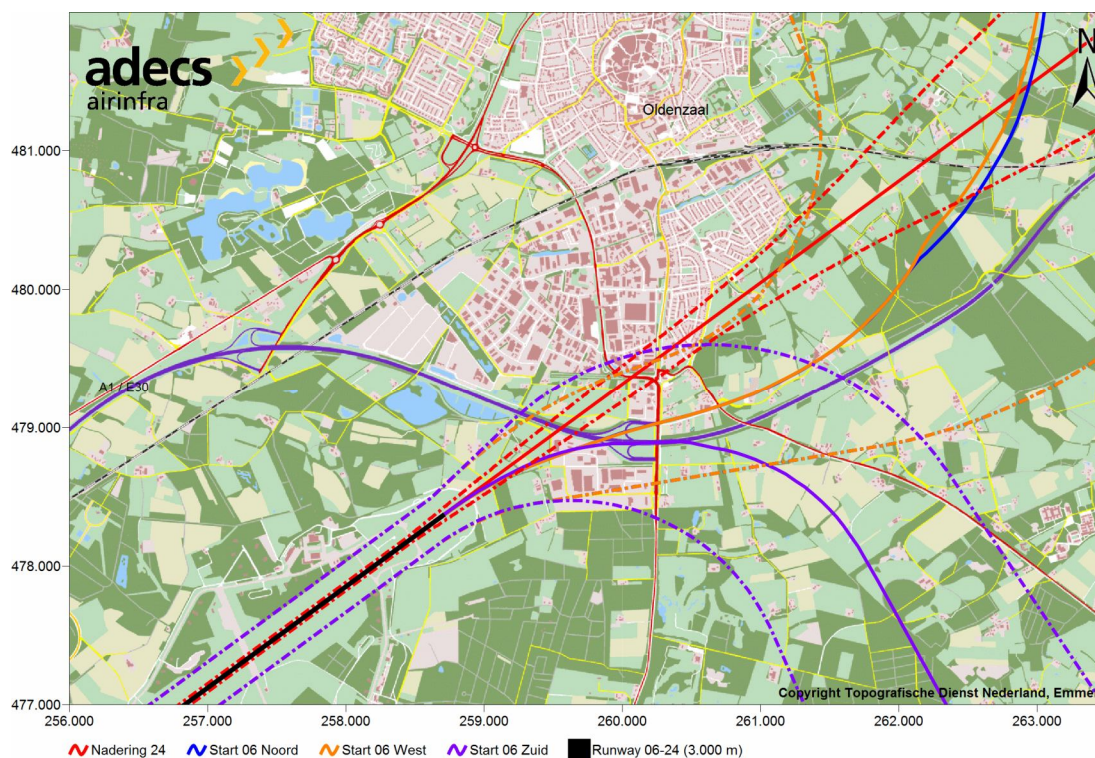 adecs
airinfra
N
Oldenzaal
481.000
480.000
A1 / E30
479.000
478.000
477.000
Copyright Topografische Dienst Nederland, Emme
256.000 257.000 258.000 259.000 260.000 261.000 262.000 263.000
Nadering 24 Start 06 Noord Start 06 West Start 06 Zuid Runway 06-24 (3.000 m)